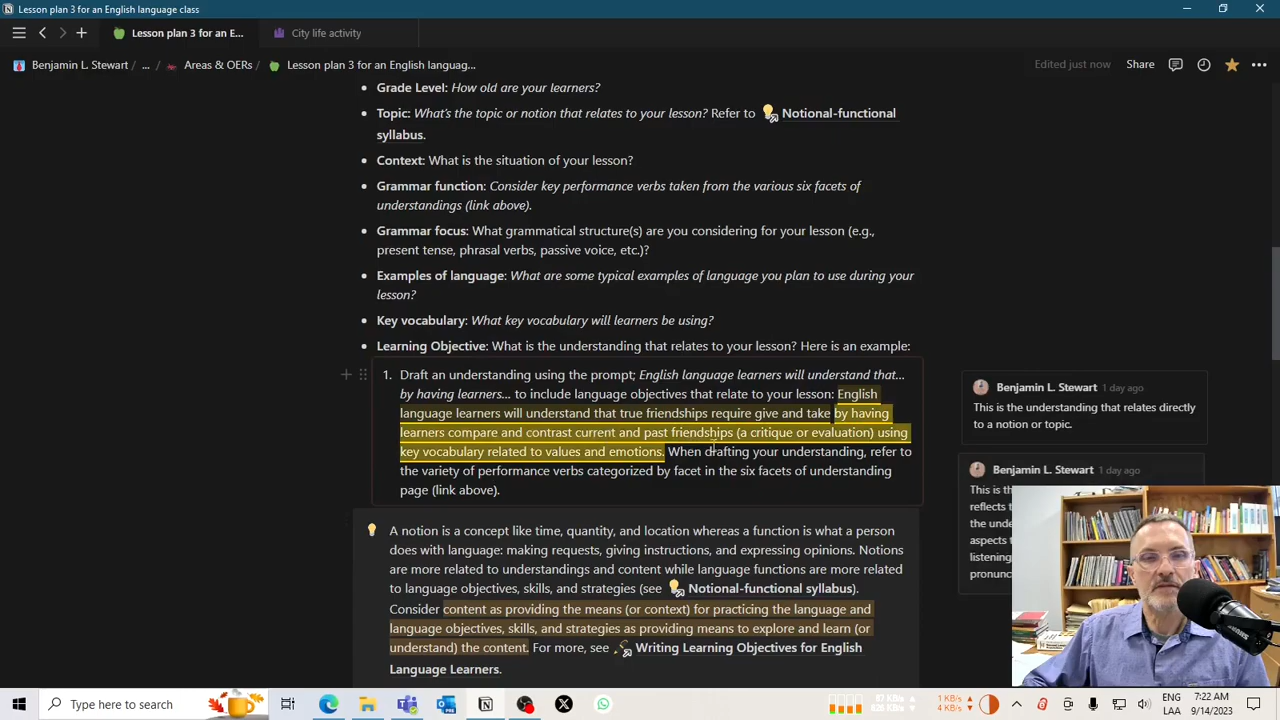 Lesson plan 3 for an English language class
Lesson plan 3 for an E...
City life activity
Benjamin L. Stewart / ... / Areas & OERs / Lesson plan 3 for an English languag...
Edited just now Share
Grade Level: How old are your learners?
Topic: What's the topic or notion that relates to your lesson? Refer to Notional-functional
syllabus.
Context: What is the situation of your lesson?
Grammar function: Consider key performance verbs taken from the various six facets of
understandings (link above).
Grammar focus: What grammatical structure(s) are you considering for your lesson (e.g.,
present tense, phrasal verbs, passive voice, etc.)?
Examples of language: What are some typical examples of language you plan to use during your
lesson?
Key vocabulary: What key vocabulary will learners be using?
Learning Objective: What is the understanding that relates to your lesson? Here is an example:
1. Draft an understanding using the prompt; English language learners will understand that...
by having learners... to include language objectives that relate to your lesson: English
language learners will understand that true friendships require give and take by having
learners compare and contrast current and past friendships (a critique or evaluation) using
key vocabulary related to values and emotions. When drafting your understanding, refer to
the variety of performance verbs categorized by facet in the six facets of understanding
page (link above).
Benjamin L. Stewart 1 day ago
This is the understanding that relates directly
to a notion or topic.
Benjamin L. Stewart 1 day ago
This is th
reflects t
the unde
aspects
listening
pronunc
A notion is a concept like time, quantity, and location whereas a function is what a person
does with language: making requests, giving instructions, and expressing opinions. Notions
are more related to understandings and content while language functions are more related
to language objectives, skills, and strategies (see Notional-functional syllabus).
Consider content as providing the means (or context) for practicing the language and
language objectives, skills, and strategies as providing means to explore and learn (or
understand) the content. For more, see Writing Learning Objectives for English
Language Learners.
Type here to search
87 KB/s
626 KB/s
1 KB/s
4 KB/s
ENG
LAA
7:22 AM
9/14/2023